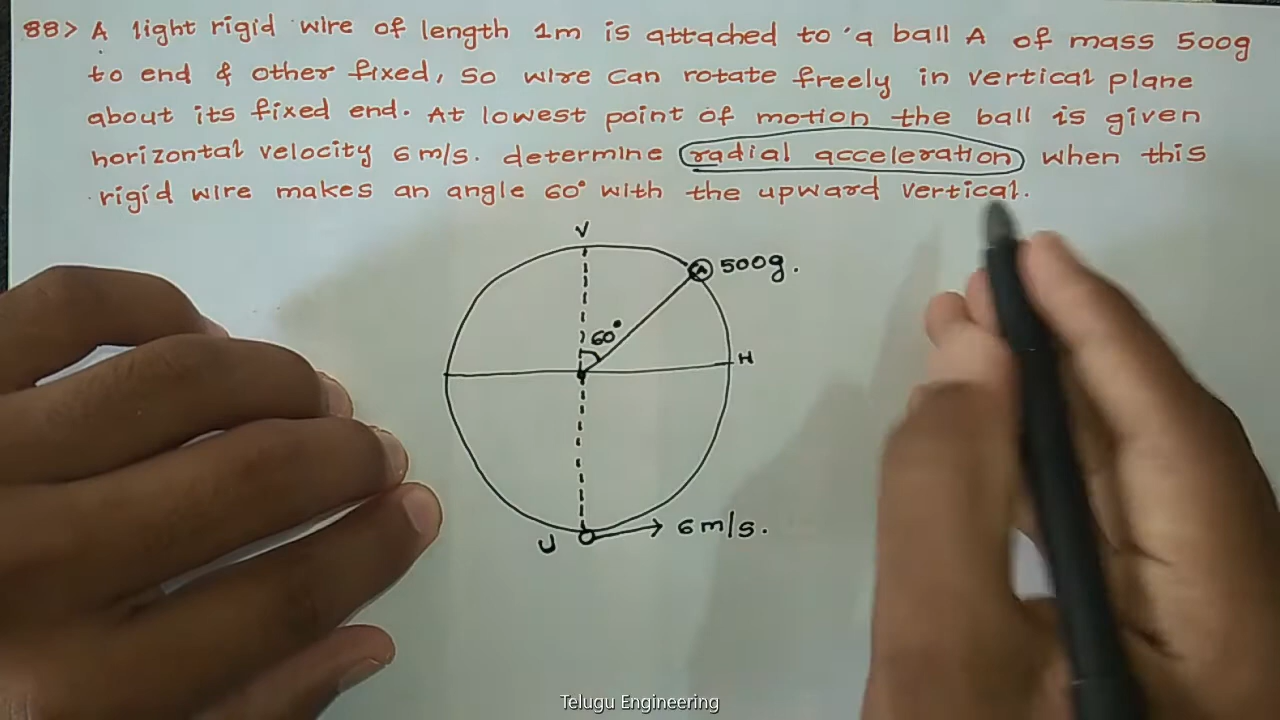 88> A light rigid wire of length 1m is attached to a ball A of mass 500g
to end & other fixed, so wire can rotate freely in vertical plane
about its fixed end. At lowest point of motion the ball is given
horizontal velocity 6 m/s. determine radial acceleration when this
rigid wire makes an angle 60° with the upward vertical.
V
A 500g.
60°
H
U 6 m/s.
Telugu Engineering